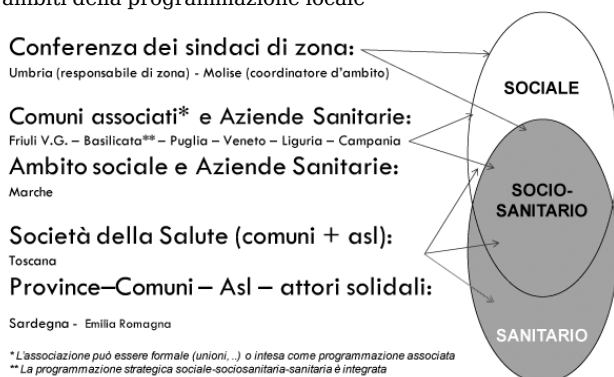 ambiti della programmazione locale
Conferenza dei sindaci di zona:
Umbria (responsabile di zona) - Molise (coordinatore d'ambito)
SOCIALE
Comuni associati* e Aziende Sanitarie:
Friuli V.G. – Basilicata** – Puglia – Veneto – Liguria – Campania
Ambito sociale e Aziende Sanitarie:
Marche
SOCIO-
SANITARIO
Società della Salute (comuni + asl):
Toscana
Province–Comuni – Asl – attori solidali:
Sardegna - Emilia Romagna
SANITARIO
* L'associazione può essere formale (unioni, ..) o intesa come programmazione associata
** La programmazione strategica sociale-sociosanitaria-sanitaria è integrata